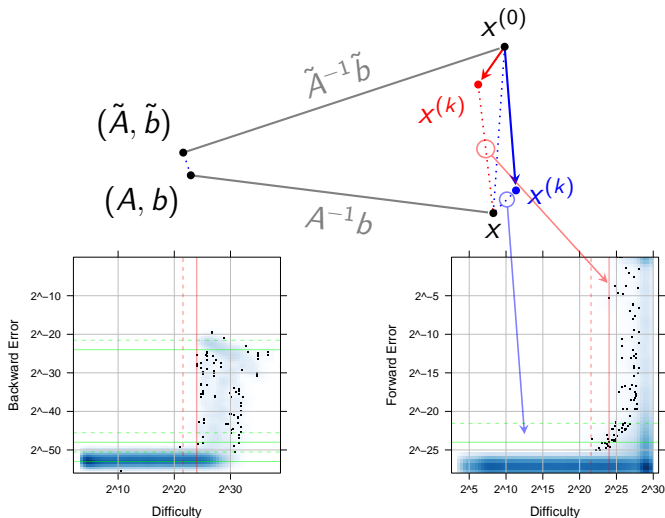 x^(0)
Ã^−1 b̃
x^(k)
(Ã, b̃)
(A, b)
x^(k)
A^−1 b
x
2^−10
2^−20
2^−30
2^−40
2^−50
Backward Error
2^10
2^20
2^30
Difficulty
2^−5
2^−10
2^−15
2^−20
2^−25
Forward Error
2^5
2^10
2^15
2^20
2^25
2^30
Difficulty